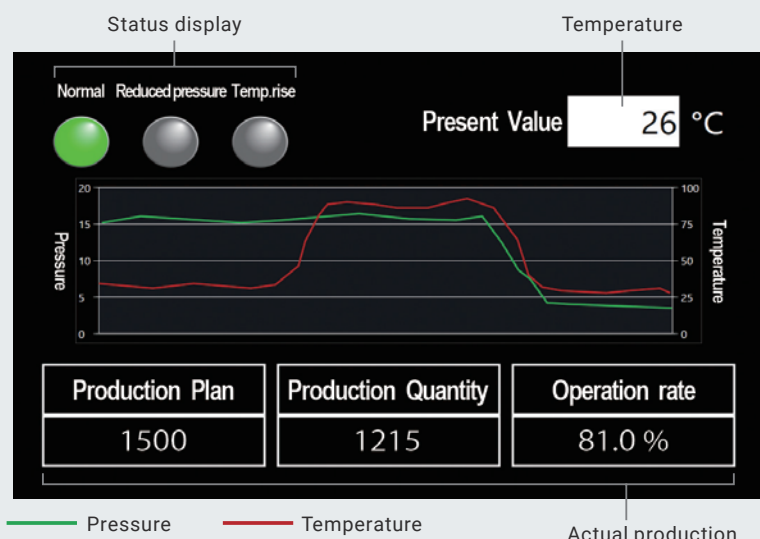 Status display
Temperature
Normal Reduced pressure Temp.rise
Present Value 26 °C
20
15
10
5
0
Pressure
100
75
50
25
0
Temperature
Production Plan
1500
Production Quantity
1215
Operation rate
81.0 %
Pressure
Temperature
Actual production